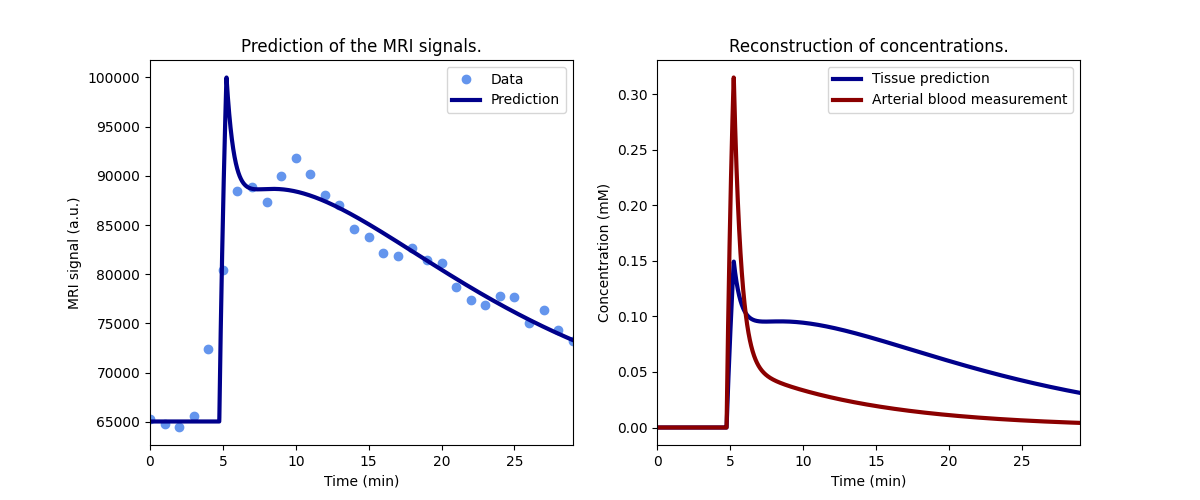 Prediction of the MRI signals.
MRI signal (a.u.)
100000
95000
90000
85000
80000
75000
70000
65000
Data
Prediction
0
5
10
15
20
25
Time (min)
Reconstruction of concentrations.
Concentration (mM)
0.30
0.25
0.20
0.15
0.10
0.05
0.00
Tissue prediction
Arterial blood measurement
0
5
10
15
20
25
Time (min)